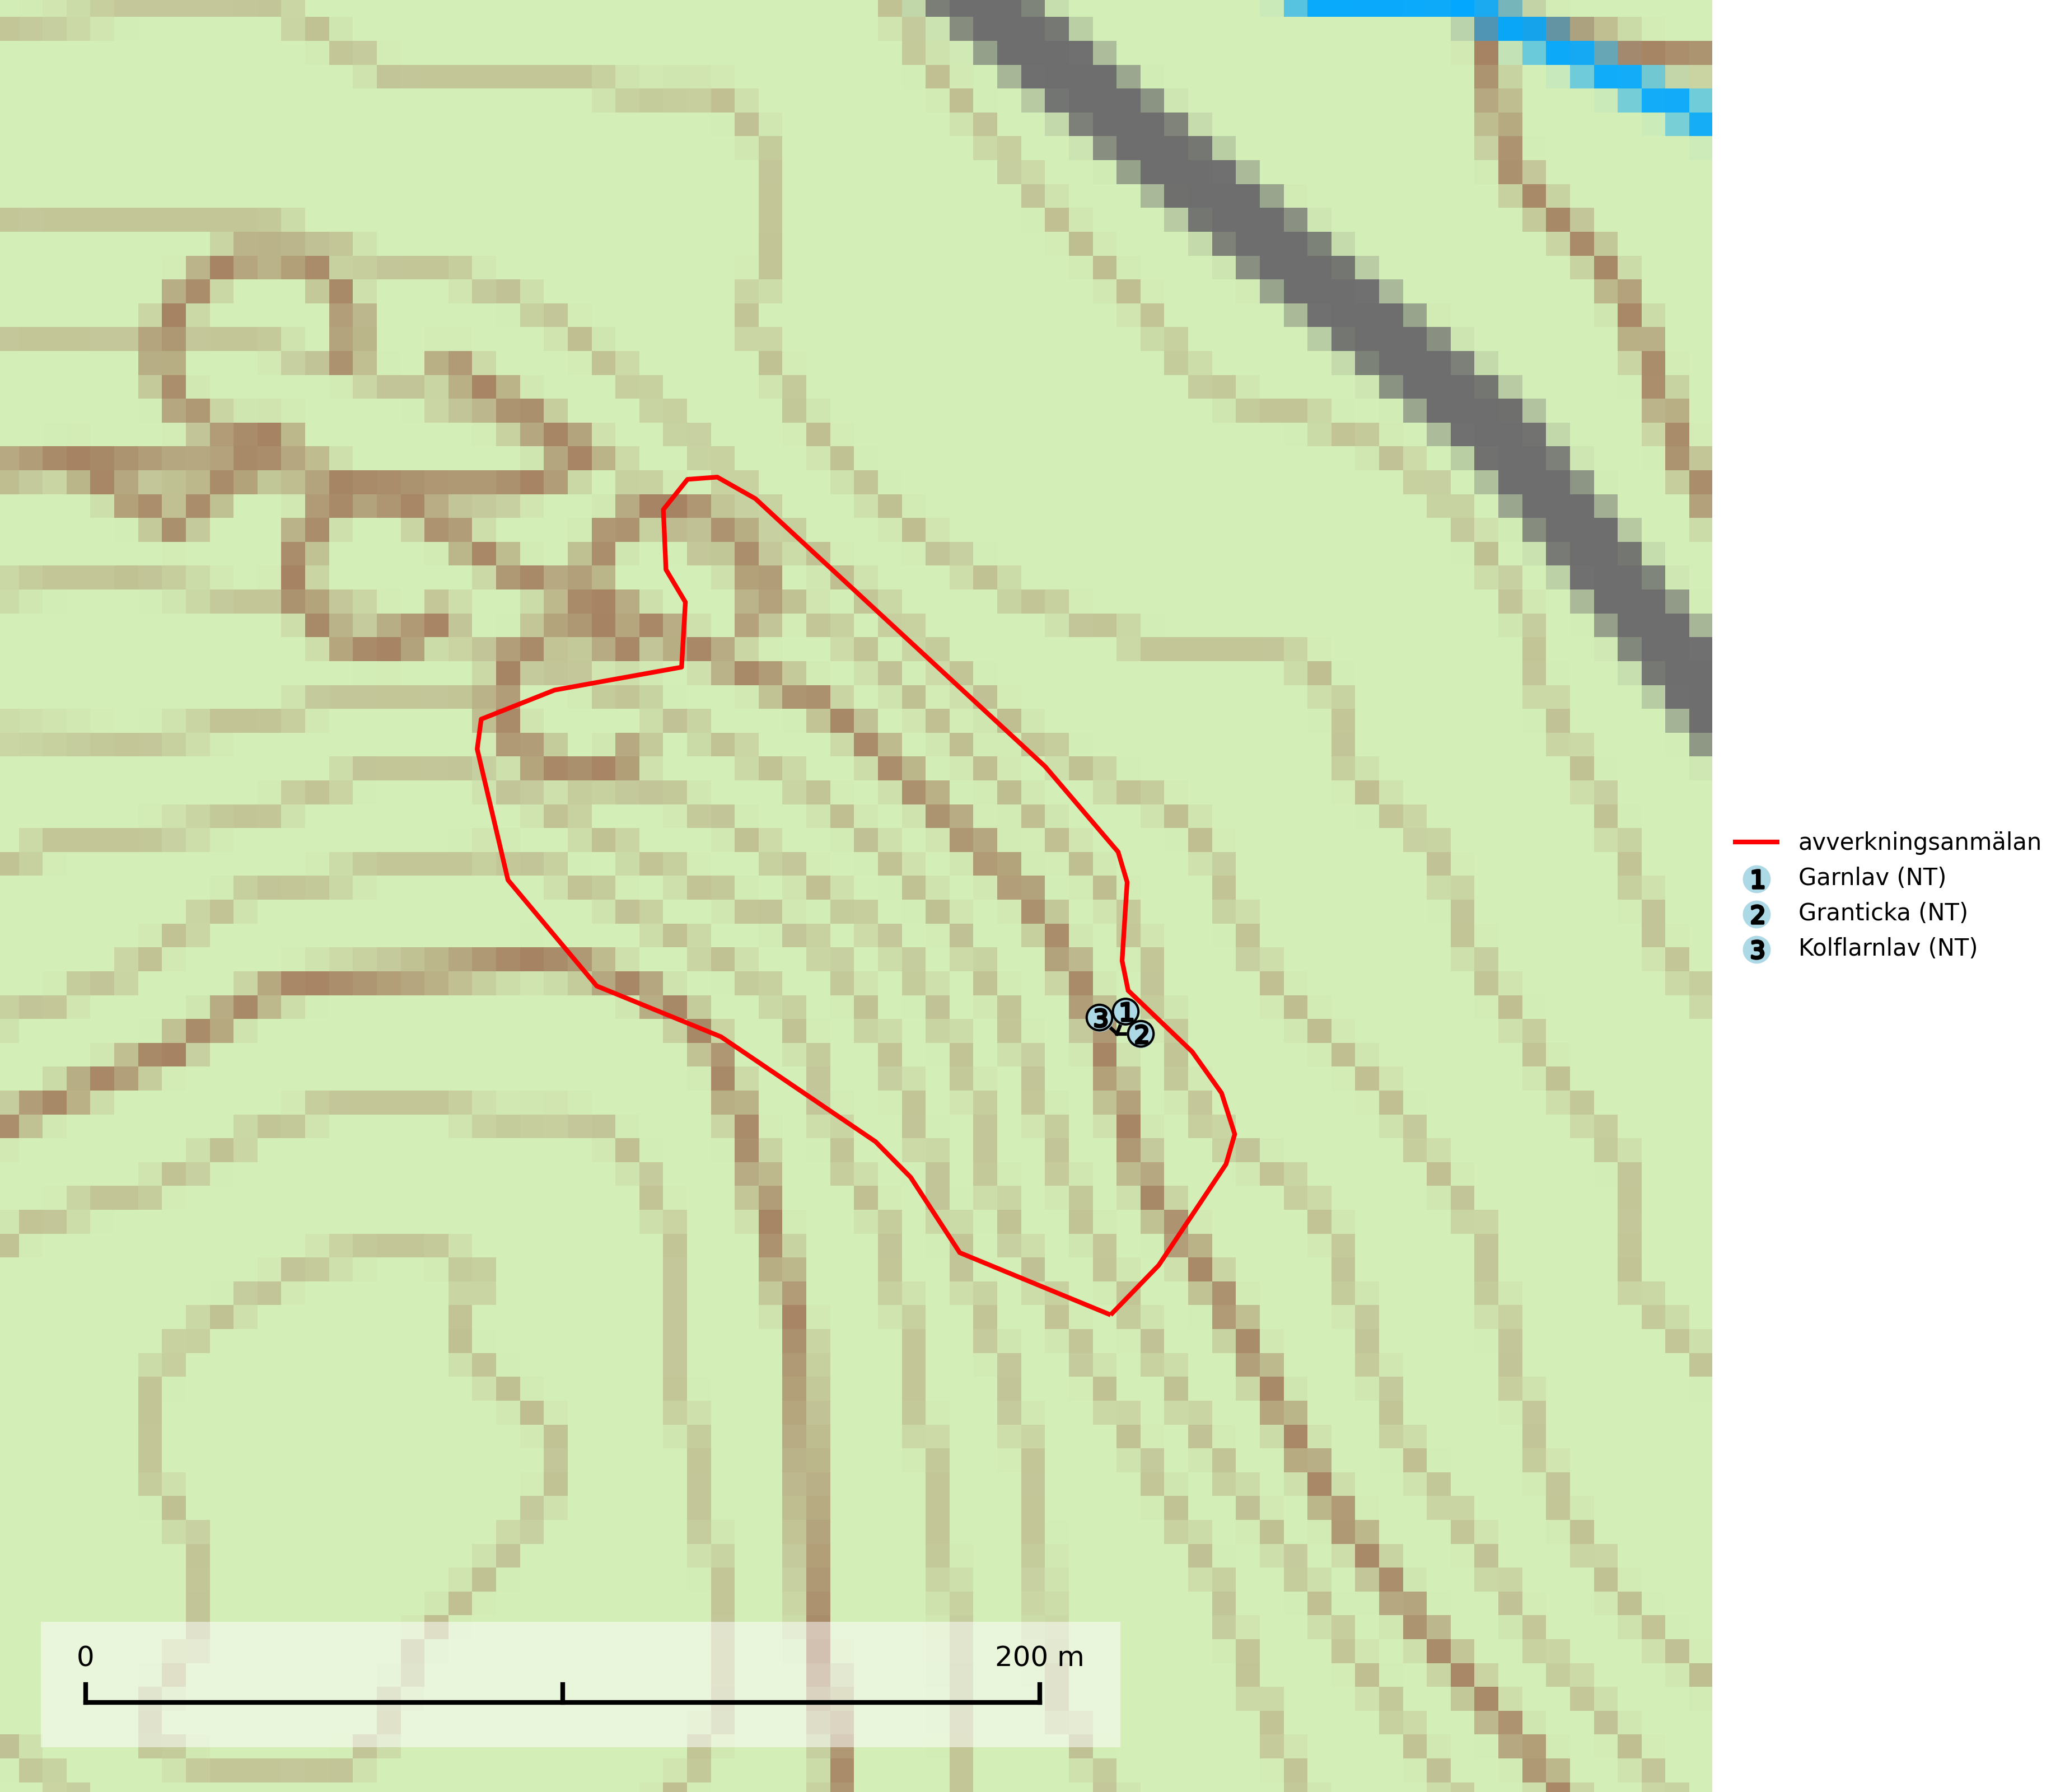 avverkningsanmälan
1 Garnlav (NT)
2 Granticka (NT)
3 Kolflarnlav (NT)
3 1 2
0 200 m